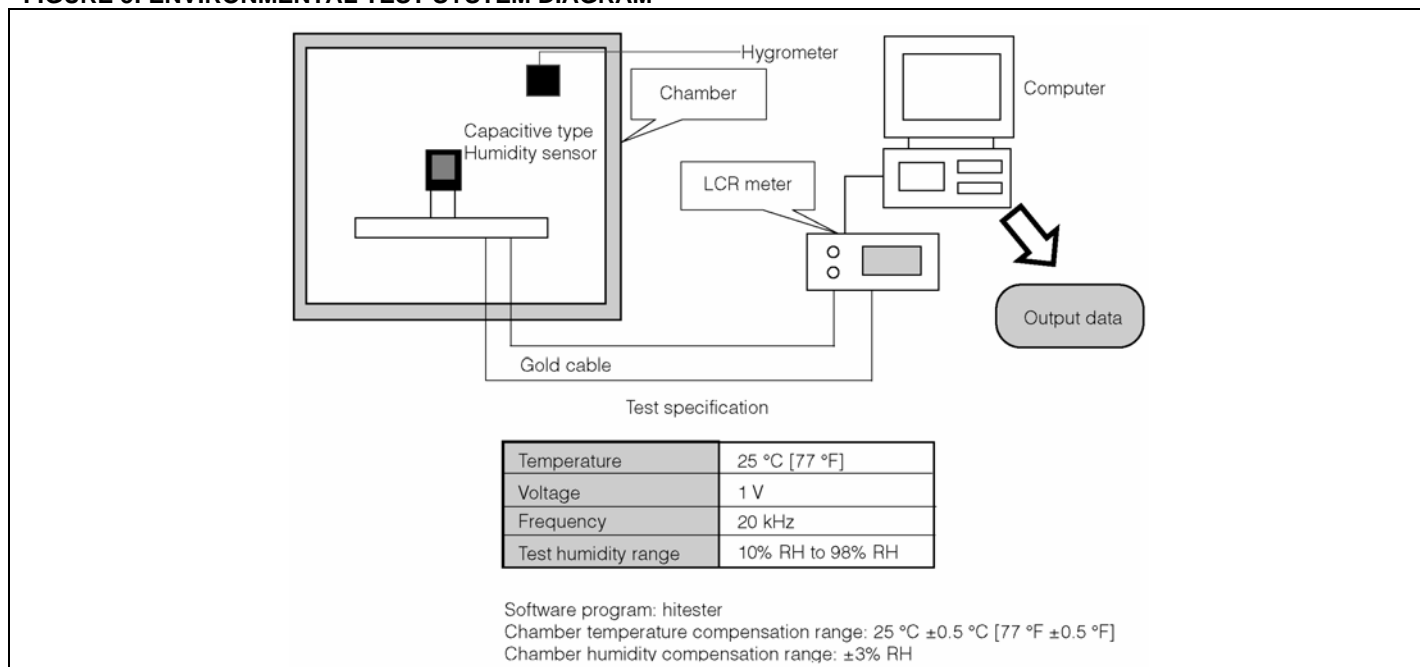 Hygrometer
Chamber
Computer
Capacitive type
Humidity sensor
LCR meter
Output data
Gold cable
Test specification
Temperature 25 °C [77 °F]
Voltage 1 V
Frequency 20 kHz
Test humidity range 10% RH to 98% RH
Software program: hitester
Chamber temperature compensation range: 25 °C ±0.5 °C [77 °F ±0.5 °F]
Chamber humidity compensation range: ±3% RH